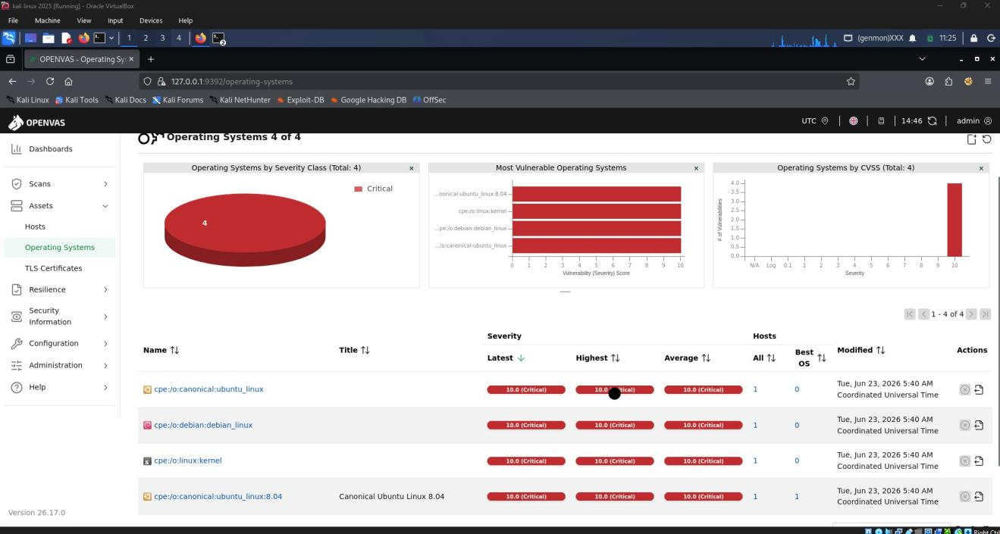 kali linux 2025 [Running] - Oracle VirtualBox
File Machine View Input Devices Help
1 2 3 4 2 (genmon)XXX 11:25
OPENVAS - Operating Sys
127.0.0.1:9392/operating-systems
Kali Linux Kali Tools Kali Docs Kali Forums Kali NetHunter Exploit-DB Google Hacking DB OffSec
OPENVAS UTC 14:46 admin
Dashboards
Scans
Assets
Hosts
Operating Systems
TLS Certificates
Resilience
Security
Information
Configuration
Administration
Help
Version 26.17.0
Operating Systems 4 of 4
Operating Systems by Severity Class (Total: 4)
Critical
4
Most Vulnerable Operating Systems
...nonical:ubuntu_linux:8.04
cpe:/o:linux:kernel
...pe:/o:debian:debian_linux
.../o:canonical:ubuntu_linux
0 1 2 3 4 5 6 7 8 9 10
Vulnerability (Severity) Score
Operating Systems by CVSS (Total: 4)
# of Vulnerabilities
4.0
3.5
3.0
2.5
2.0
1.5
1.0
0.5
0.0
N/A Log 0.1 1 2 3 4 5 6 7 8 9 10
Severity
1 - 4 of 4
Severity Hosts
Name Title Latest Highest Average All Best OS Modified Actions
cpe:/o:canonical:ubuntu_linux 10.0 (Critical) 10.0 (Critical) 10.0 (Critical) 1 0 Tue, Jun 23, 2026 5:40 AM
Coordinated Universal Time
cpe:/o:debian:debian_linux 10.0 (Critical) 10.0 (Critical) 10.0 (Critical) 1 0 Tue, Jun 23, 2026 5:40 AM
Coordinated Universal Time
cpe:/o:linux:kernel 10.0 (Critical) 10.0 (Critical) 10.0 (Critical) 1 0 Tue, Jun 23, 2026 5:40 AM
Coordinated Universal Time
cpe:/o:canonical:ubuntu_linux:8.04 Canonical Ubuntu Linux 8.04 10.0 (Critical) 10.0 (Critical) 10.0 (Critical) 1 1 Tue, Jun 23, 2026 5:40 AM
Coordinated Universal Time
Right Ctrl